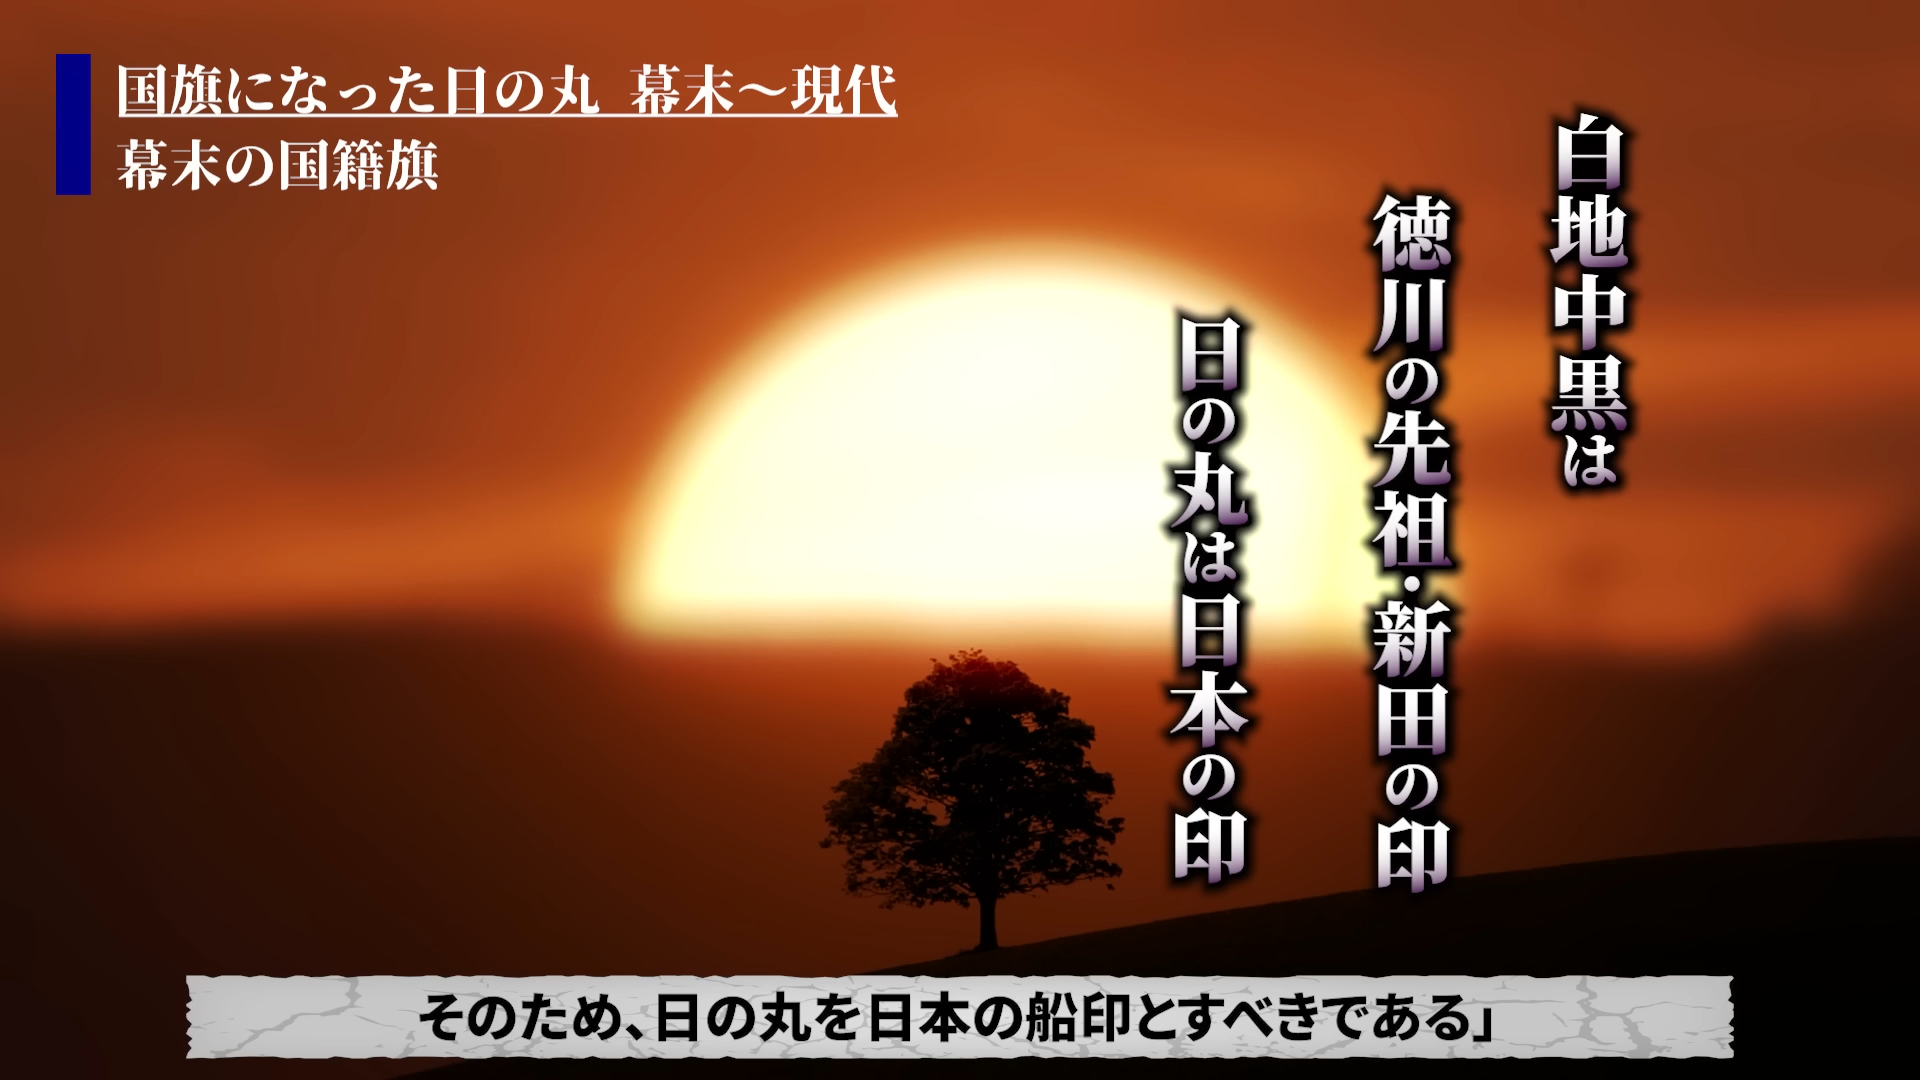 国旗になった日の丸 幕末～現代
幕末の国籍旗
白地中黒は
徳川の先祖・新田の印
日の丸は日本の印
そのため、日の丸を日本の船印とすべきである」